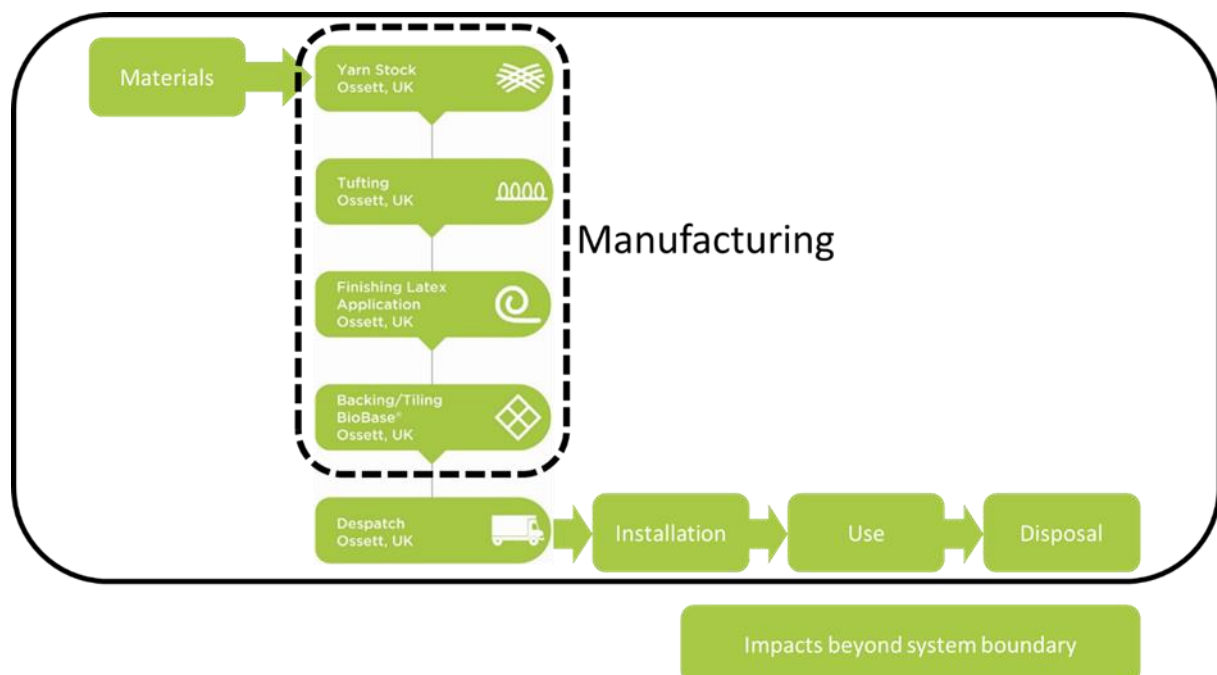 Materials
Yarn Stock
Ossett, UK
Tufting
Ossett, UK
Manufacturing
Finishing Latex
Application
Ossett, UK
Backing/Tiling
BioBase®
Ossett, UK
Despatch
Ossett, UK
Installation
Use
Disposal
Impacts beyond system boundary